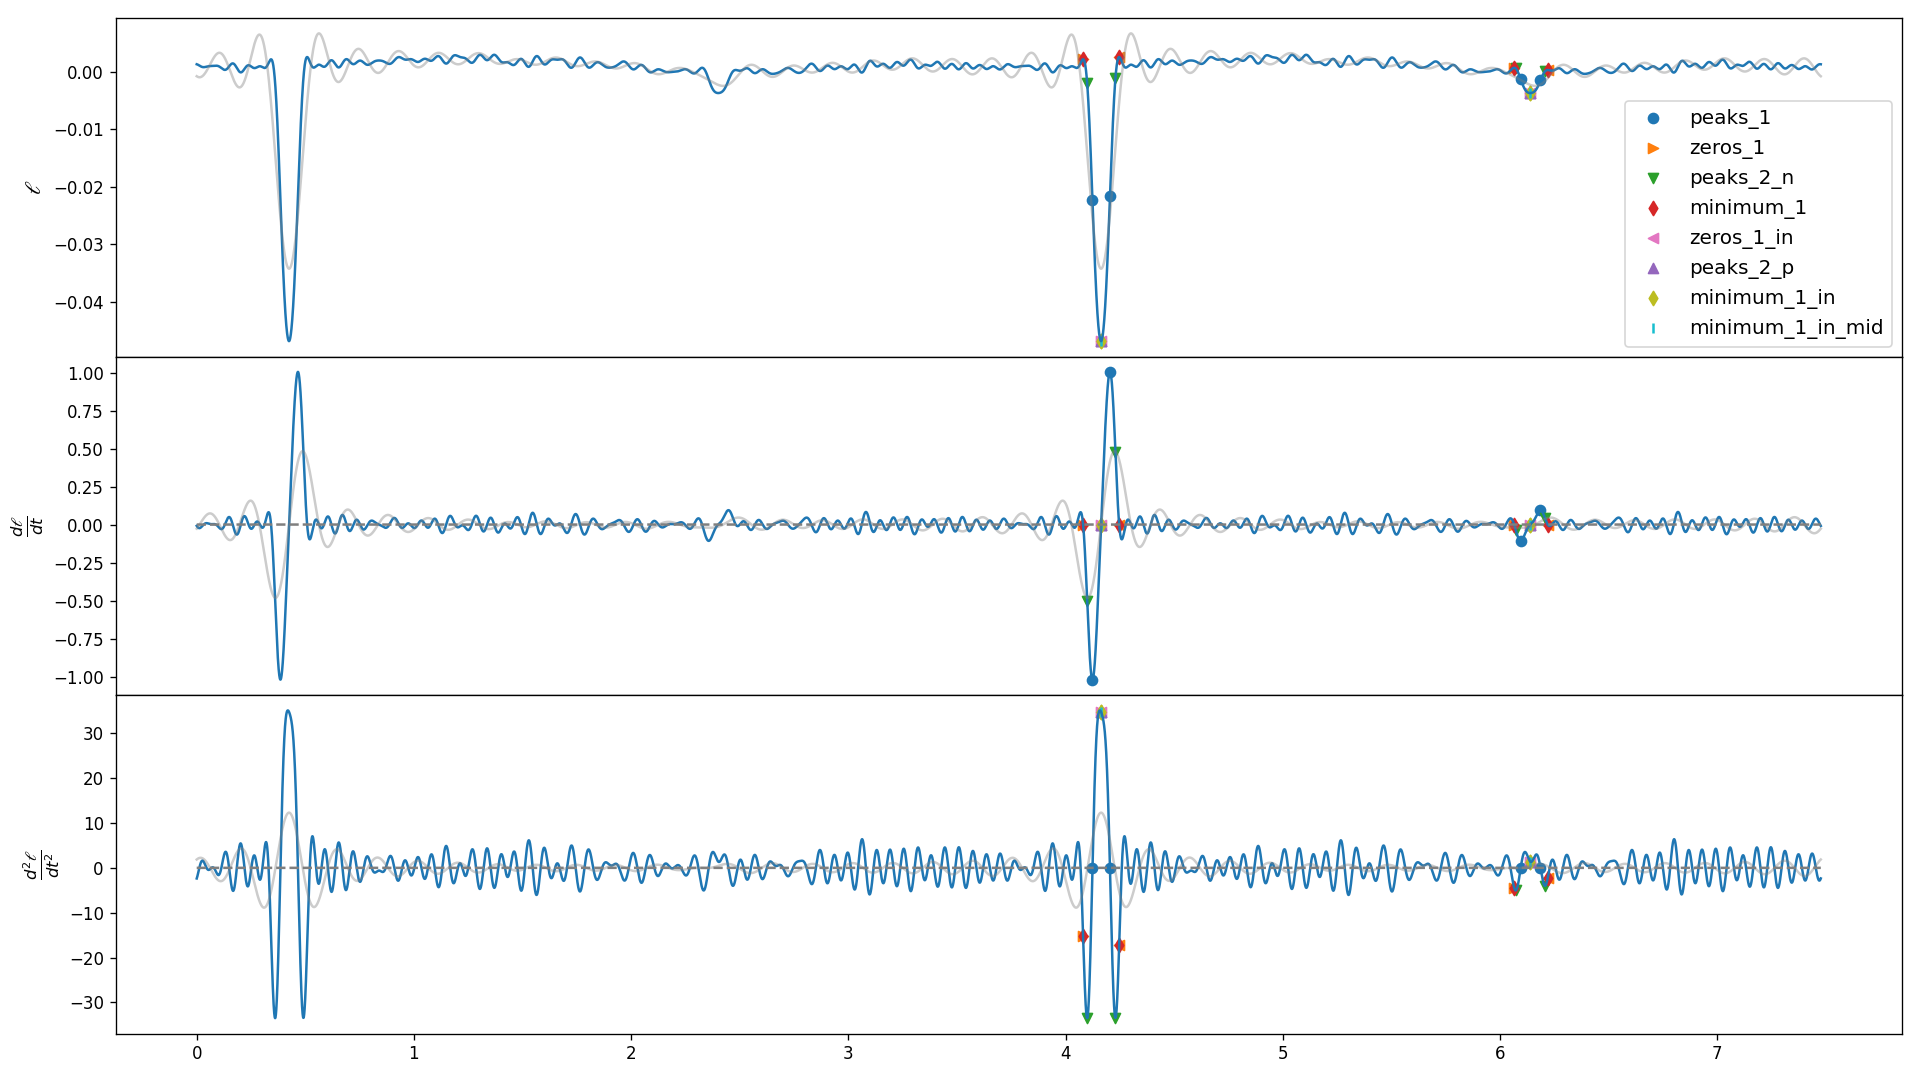 ℓ
0.00
−0.01
−0.02
−0.03
−0.04
peaks_1
zeros_1
peaks_2_n
minimum_1
zeros_1_in
peaks_2_p
minimum_1_in
minimum_1_in_mid
dℓ/dt
1.00
0.75
0.50
0.25
0.00
−0.25
−0.50
−0.75
−1.00
d²ℓ/dt²
30
20
10
0
−10
−20
−30
0 1 2 3 4 5 6 7